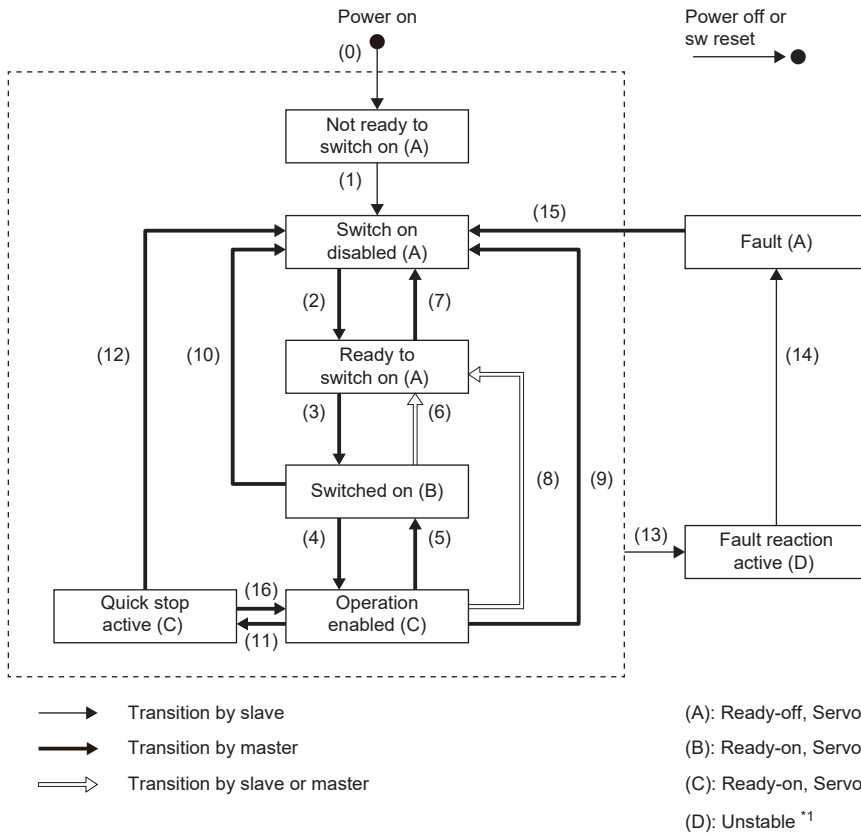 Power on
(0)
Power off or
sw reset
Not ready to
switch on (A)
(1)
(15)
Switch on
disabled (A)
Fault (A)
(2)
(7)
(12)
(10)
Ready to
switch on (A)
(14)
(3)
(6)
(8)
(9)
Switched on (B)
(4)
(5)
(13)
Fault reaction
active (D)
Quick stop
active (C)
(16)
(11)
Operation
enabled (C)
Transition by slave
Transition by master
Transition by slave or master
(A): Ready-off, Servo
(B): Ready-on, Servo
(C): Ready-on, Servo
(D): Unstable *1